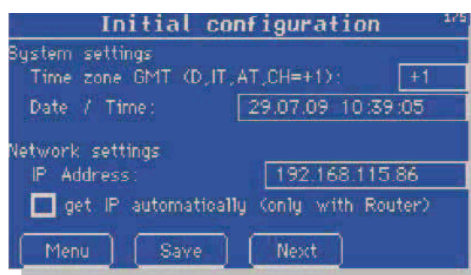 Initial configuration 1/5
System settings
Time zone GMT (D,IT,AT,CH=+1): +1
Date / Time: 29.07.09 10:39:05
Network settings
IP Address: 192.168.115.86
get IP automatically (only with Router)
Menu Save Next